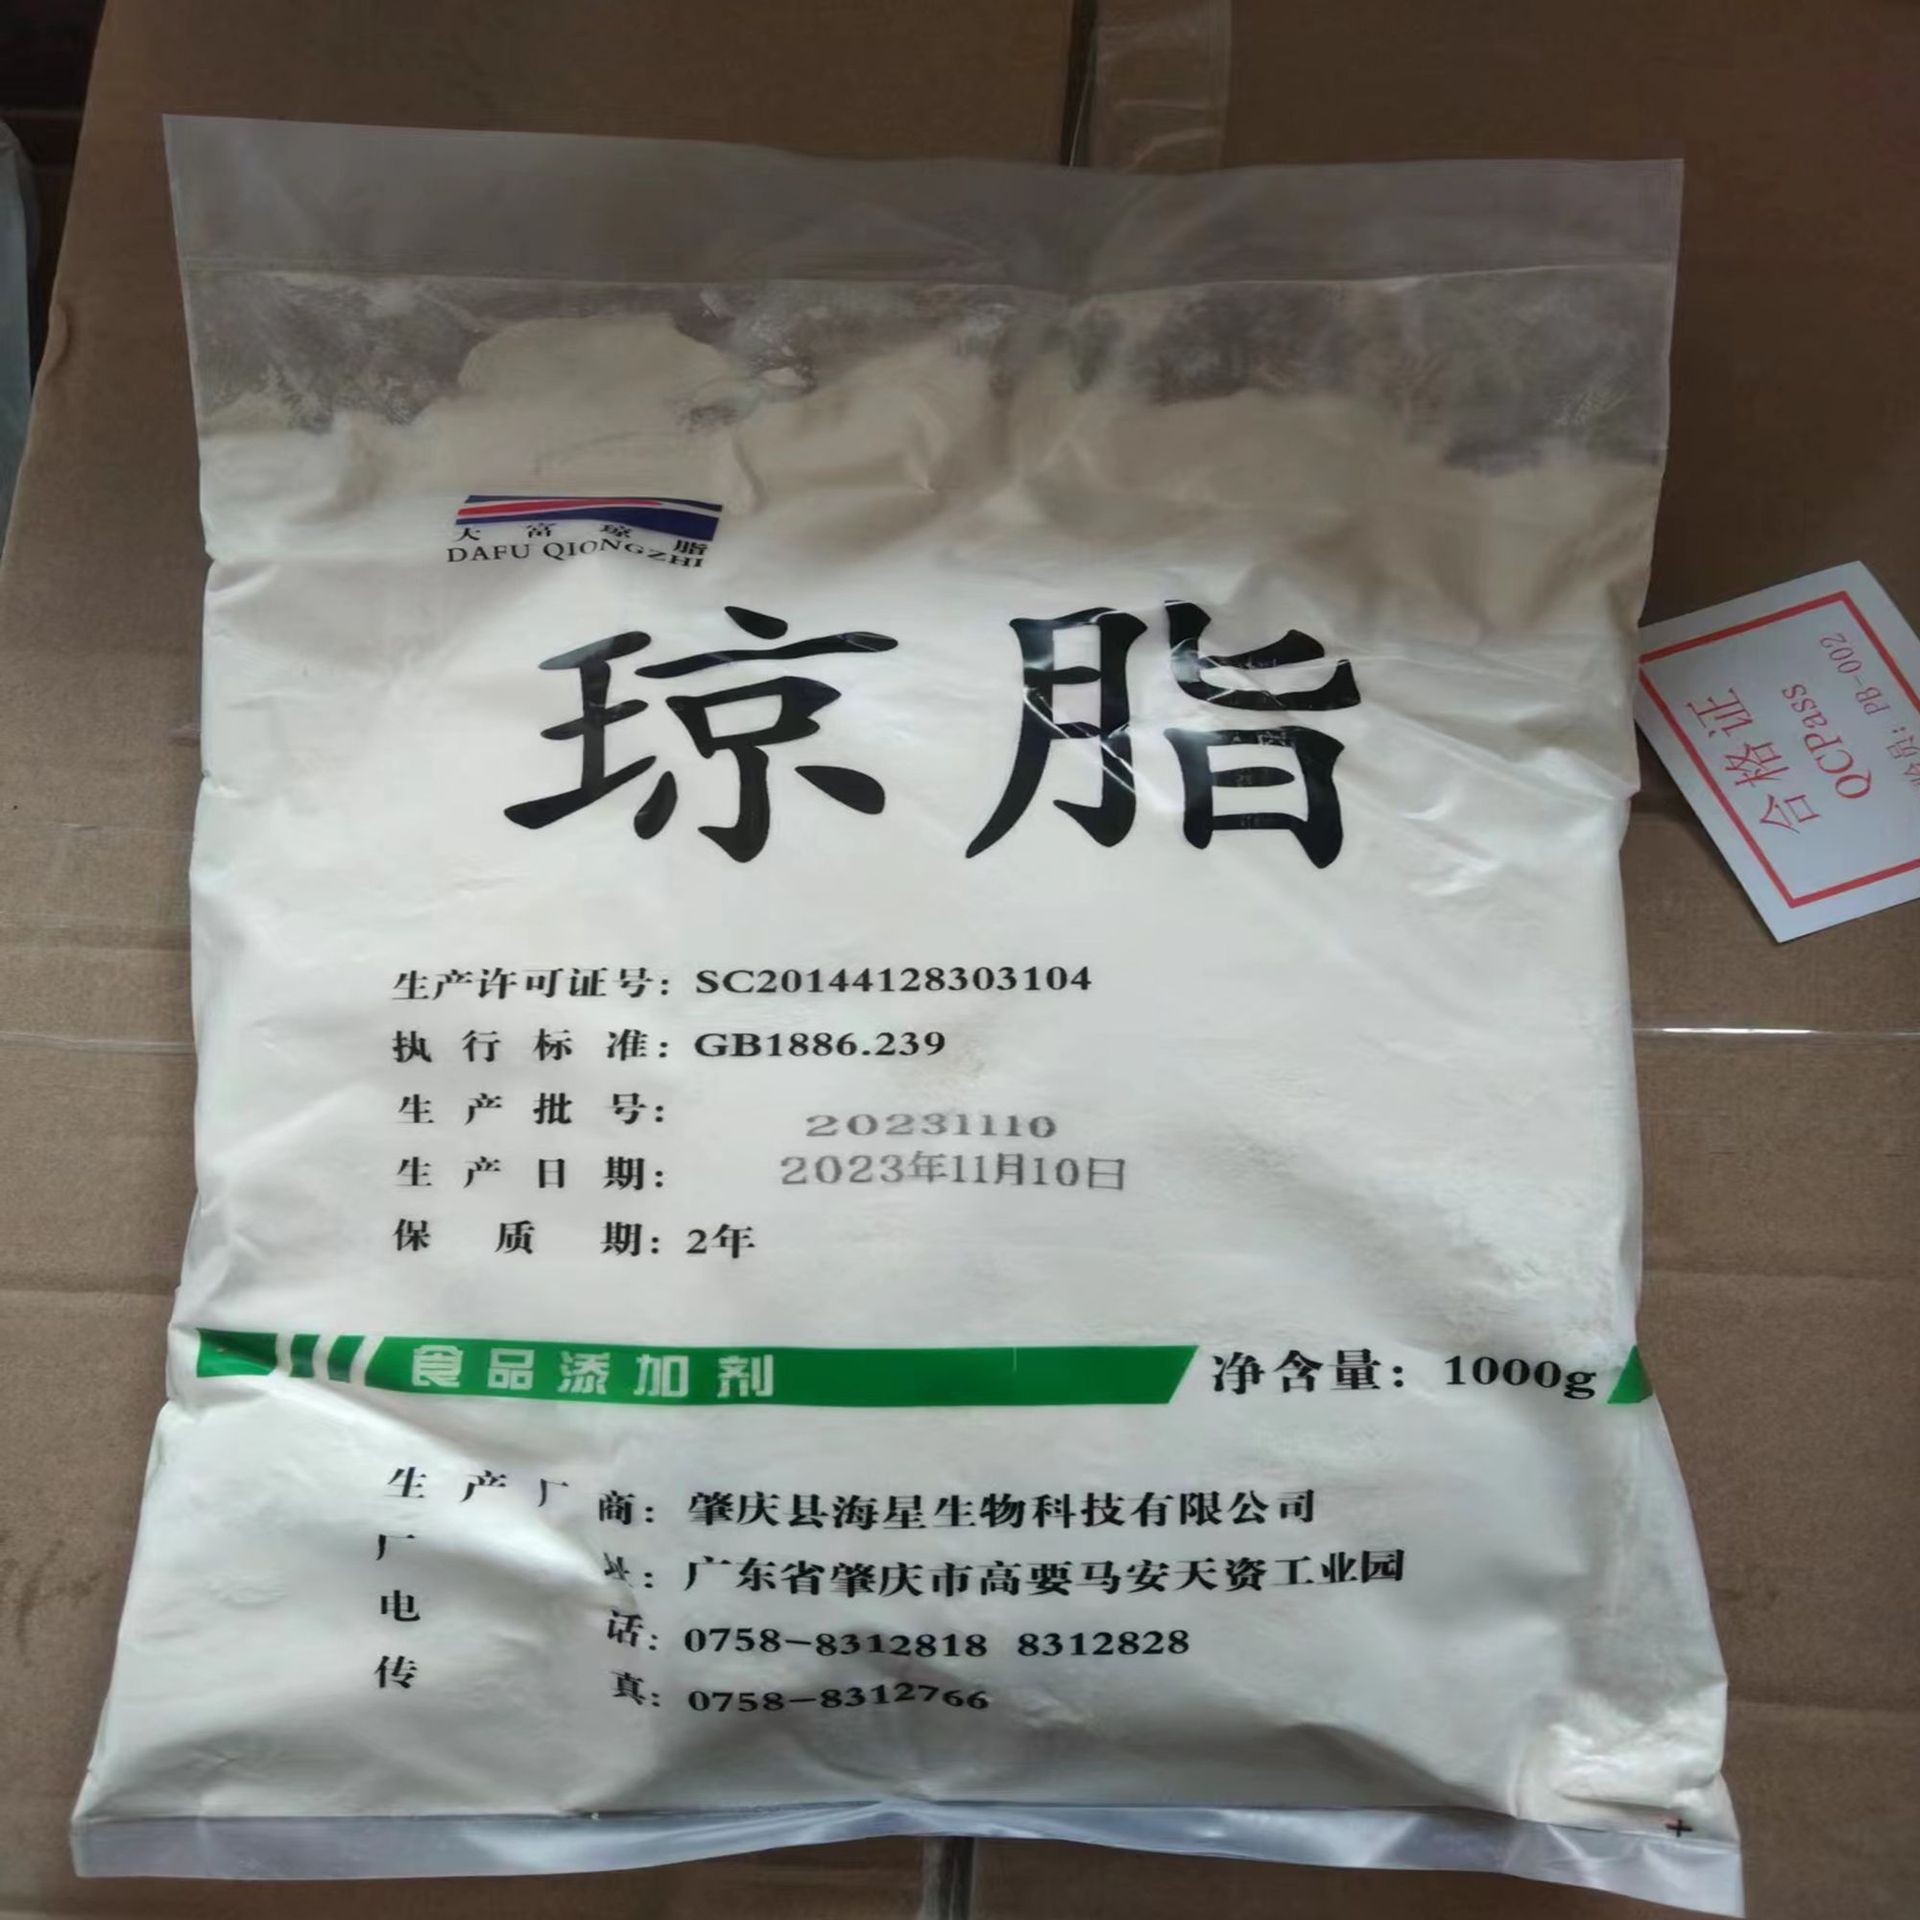 大富琼脂
DAFU QIONGZHI
琼脂
生产许可证号：SC20144128303104
执行标准：GB1886.239
生产批号：20231110
生产日期：2023年11月10日
保质期：2年
食品添加剂 净含量：1000g
生产厂商：肇庆县海星生物科技有限公司
厂址：广东省肇庆市高要马安天资工业园
电话：0758-8312818 8312828
传真：0758-8312766
合格证
QCPass
员：PB-002